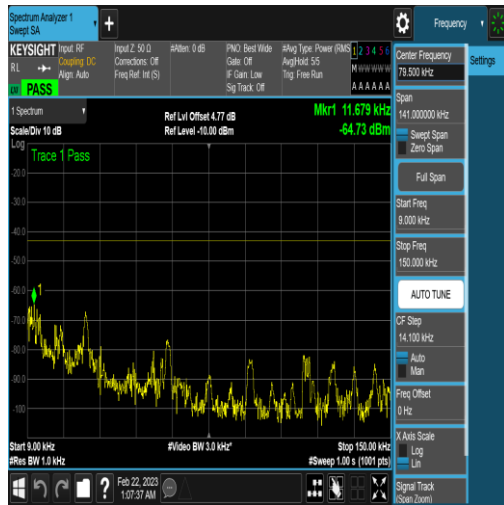 Spectrum Analyzer 1
Swept SA
+
Frequency
KEYSIGHT
RL
Input: RF
Coupling: DC
Align: Auto
Input Z: 50 Ω
Corrections: Off
Freq Ref: Int (S)
#Atten: 0 dB
PNO: Best Wide
Gate: Off
IF Gain: Low
Sig Track: Off
#Avg Type: Power (RMS
Avg|Hold: 5/5
Trig: Free Run
1 2 3 4 5 6
M W W W W W
A A A A A A
PASS
1 Spectrum
Scale/Div 10 dB
Ref Lvl Offset 4.77 dB
Ref Level -10.00 dBm
Mkr1 11.679 kHz
-64.73 dBm
Log
Trace 1 Pass
-20.0
-30.0
-40.0
-50.0
-60.0
1
-70.0
-80.0
-90.0
-100
Start 9.00 kHz
#Res BW 1.0 kHz
#Video BW 3.0 kHz*
Stop 150.00 kHz
#Sweep 1.00 s (1001 pts)
Feb 22, 2023
1:07:37 AM
?
Settings
Center Frequency
79.500 kHz
Span
141.000000 kHz
Swept Span
Zero Span
Full Span
Start Freq
9.000 kHz
Stop Freq
150.000 kHz
AUTO TUNE
CF Step
14.100 kHz
Auto
Man
Freq Offset
0 Hz
X Axis Scale
Log
Lin
Signal Track
(Span Zoom)